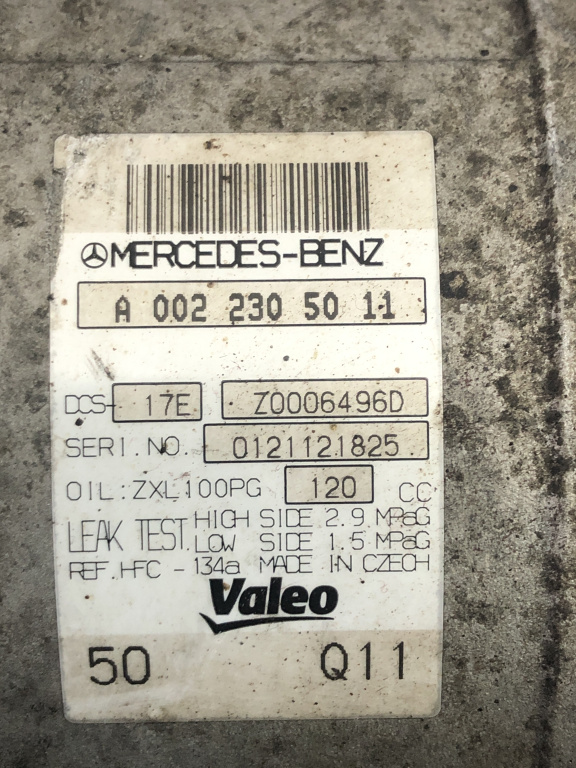 MERCEDES-BENZ
A 002 230 50 11
DCS- 17E Z0006496D
SERI.NO. 0121121825
OIL:ZXL100PG 120 CC
LEAK TEST. HIGH SIDE 2.9 MPaG
LOW SIDE 1.5 MPaG
REF.HFC - 134a MADE IN CZECH
Valeo
50 Q11